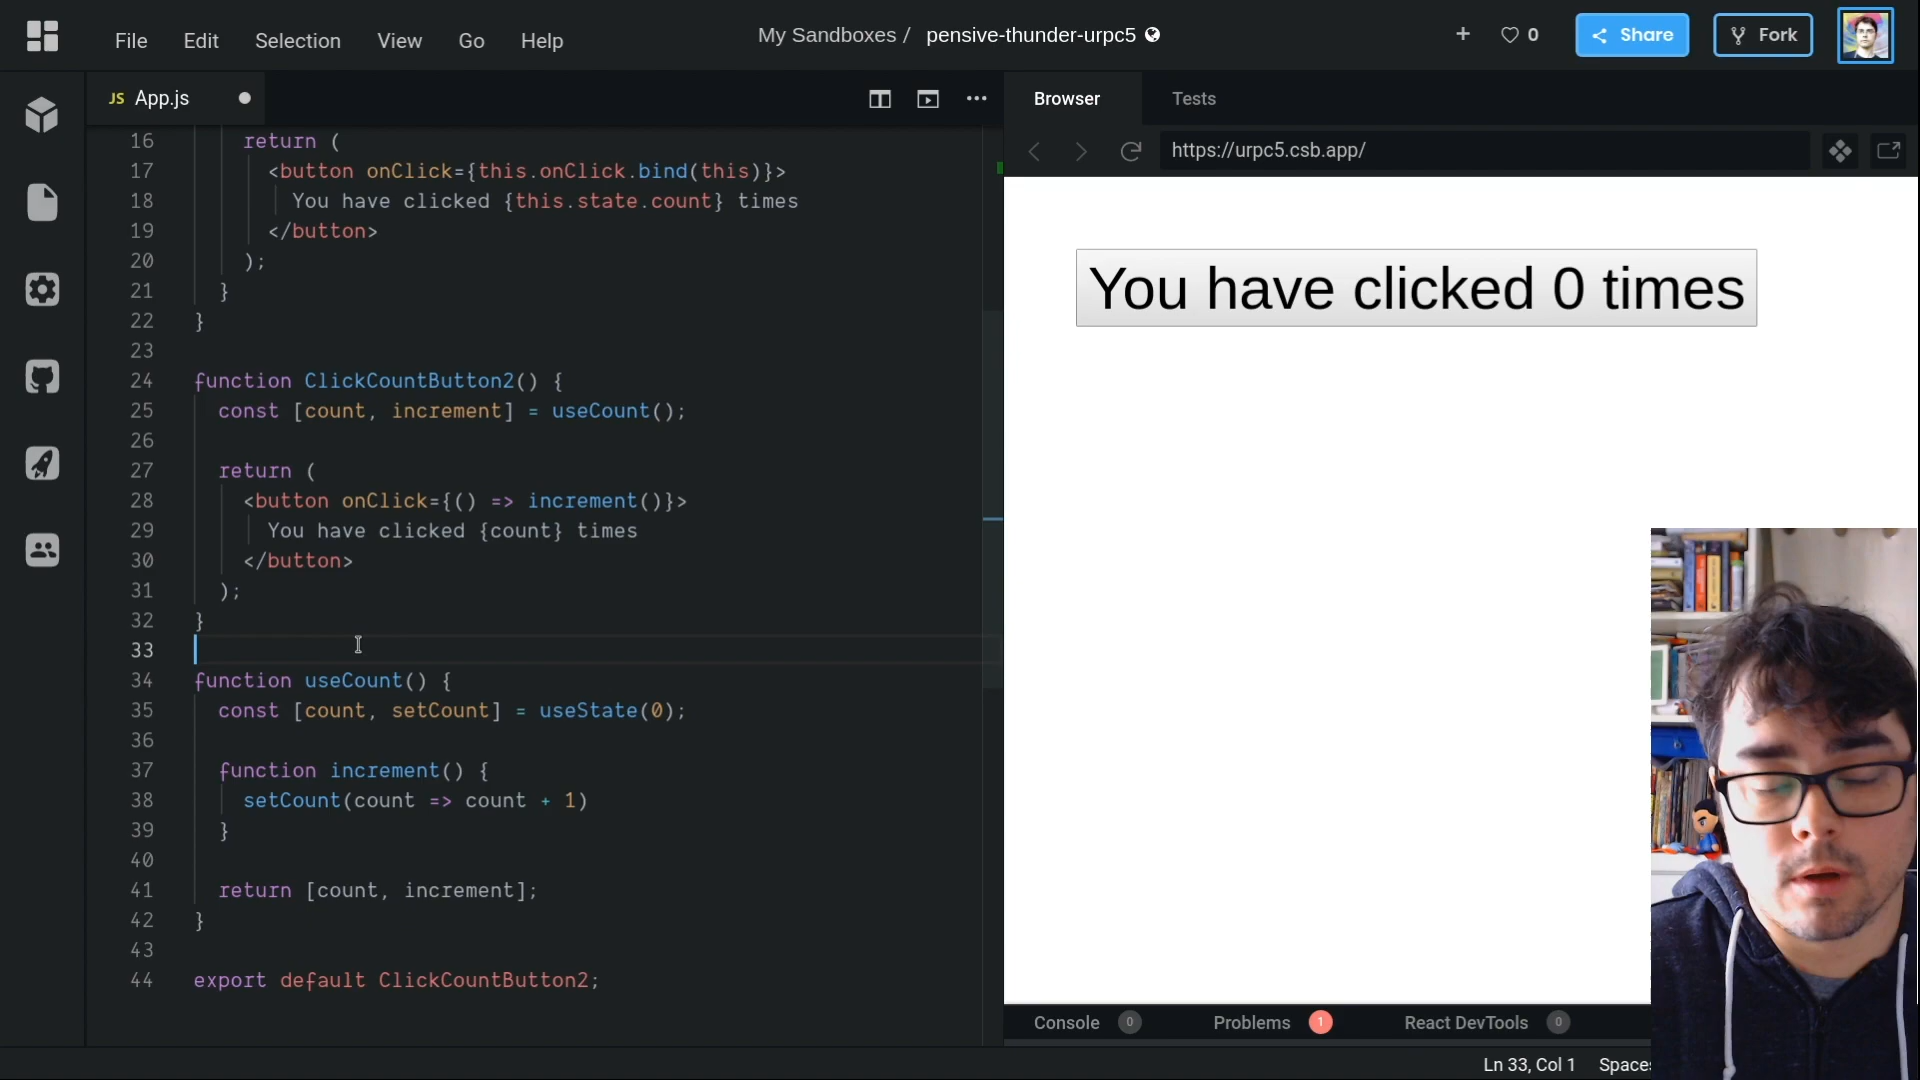 File Edit Selection View Go Help
My Sandboxes / pensive-thunder-urpc5
+ 0 Share Fork
JS App.js
Browser Tests
https://urpc5.csb.app/
16 return (
17 <button onClick={this.onClick.bind(this)}>
18 You have clicked {this.state.count} times
19 </button>
20 );
21 }
22 }
23
24 function ClickCountButton2() {
25 const [count, increment] = useCount();
26
27 return (
28 <button onClick={() => increment()}>
29 You have clicked {count} times
30 </button>
31 );
32 }
33
34 function useCount() {
35 const [count, setCount] = useState(0);
36
37 function increment() {
38 setCount(count => count + 1)
39 }
40
41 return [count, increment];
42 }
43
44 export default ClickCountButton2;
You have clicked 0 times
Console 0 Problems 1 React DevTools 0
Ln 33, Col 1 Spaces